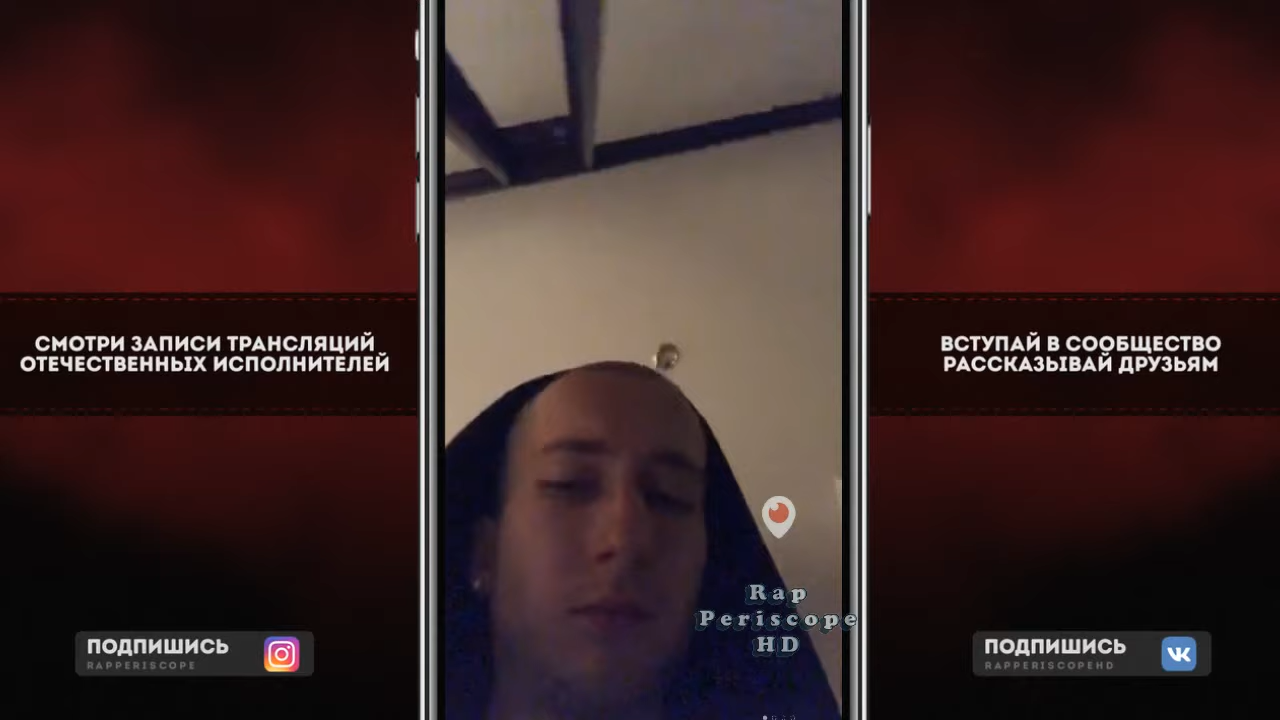 СМОТРИ ЗАПИСИ ТРАНСЛЯЦИЙ
ОТЕЧЕСТВЕННЫХ ИСПОЛНИТЕЛЕЙ
ВСТУПАЙ В СООБЩЕСТВО
РАССКАЗЫВАЙ ДРУЗЬЯМ
Rap
Periscope
HD
ПОДПИШИСЬ
RAPPERISCOPE
ПОДПИШИСЬ
RAPPERISCOPEHD